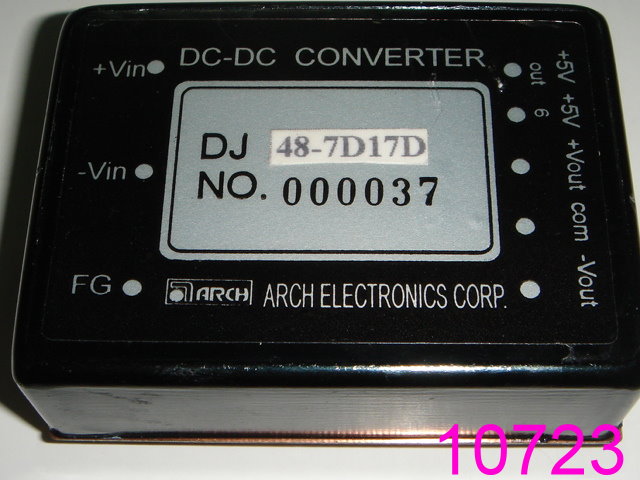 DC-DC CONVERTER
+Vin
-Vin
FG
DJ 48-7D17D
NO. 000037
ARCH ARCH ELECTRONICS CORP.
+5V +5V +Vout com -Vout
out 6
10723